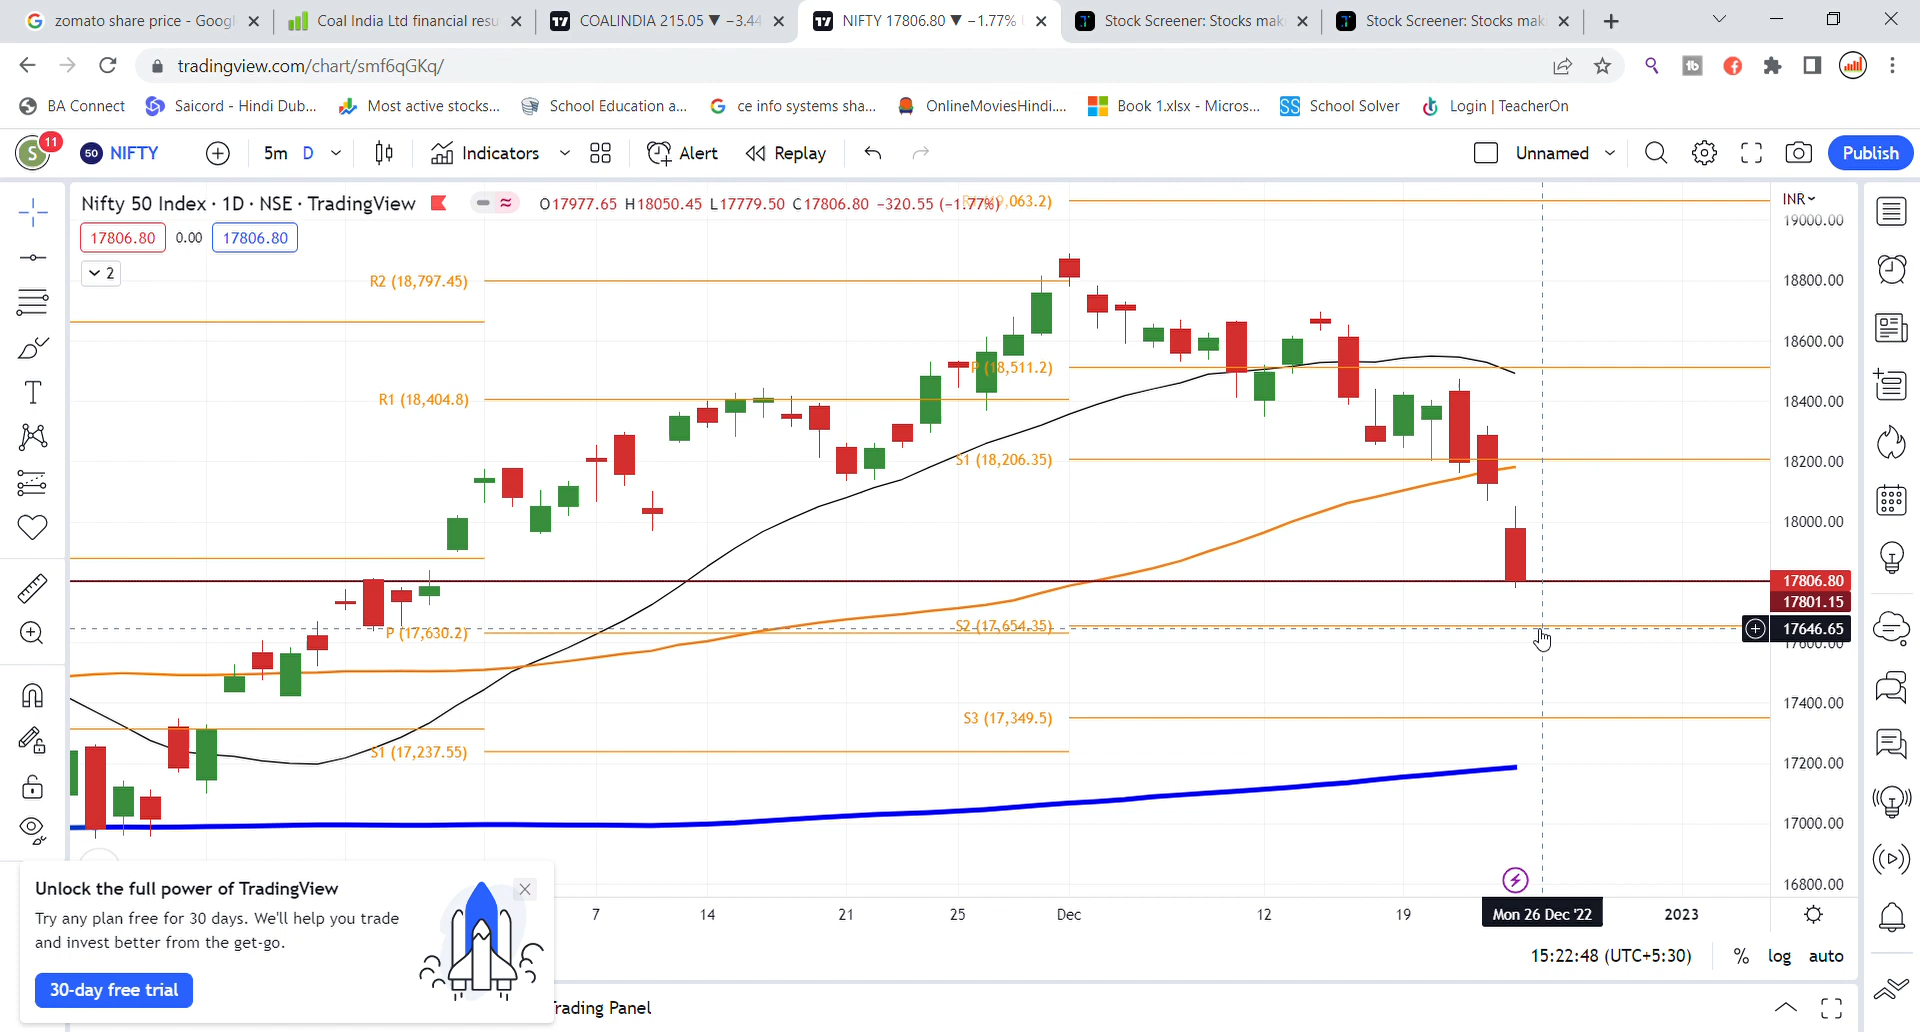 zomato share price - Googl
Coal India Ltd financial resu
COALINDIA 215.05 ▼ −3.44
NIFTY 17806.80 ▼ −1.77%
Stock Screener: Stocks mak
Stock Screener: Stocks mak
tradingview.com/chart/smf6qGKq/
BA Connect
Saicord - Hindi Dub...
Most active stocks...
School Education a...
ce info systems sha...
OnlineMoviesHindi....
Book 1.xlsx - Micros...
SS School Solver
Login | TeacherOn
S 11
50 NIFTY
5m D
Indicators
Alert
Replay
Unnamed
Publish
Nifty 50 Index · 1D · NSE · TradingView
O17977.65 H18050.45 L17779.50 C17806.80 −320.55 (−1.77%)
063.2)
INR
17806.80 0.00 17806.80
2
19000.00
R2 (18,797.45)
18800.00
18600.00
P (18,511.2)
R1 (18,404.8)
18400.00
S1 (18,206.35)
18200.00
18000.00
17806.80
17801.15
P (17,630.2)
S2 (17,654.35)
17646.65
17600.00
17400.00
S3 (17,349.5)
S1 (17,237.55)
17200.00
17000.00
16800.00
7 14 21 25 Dec 12 19 Mon 26 Dec '22 2023
Unlock the full power of TradingView
Try any plan free for 30 days. We'll help you trade
and invest better from the get-go.
30-day free trial
15:22:48 (UTC+5:30) % log auto
Trading Panel